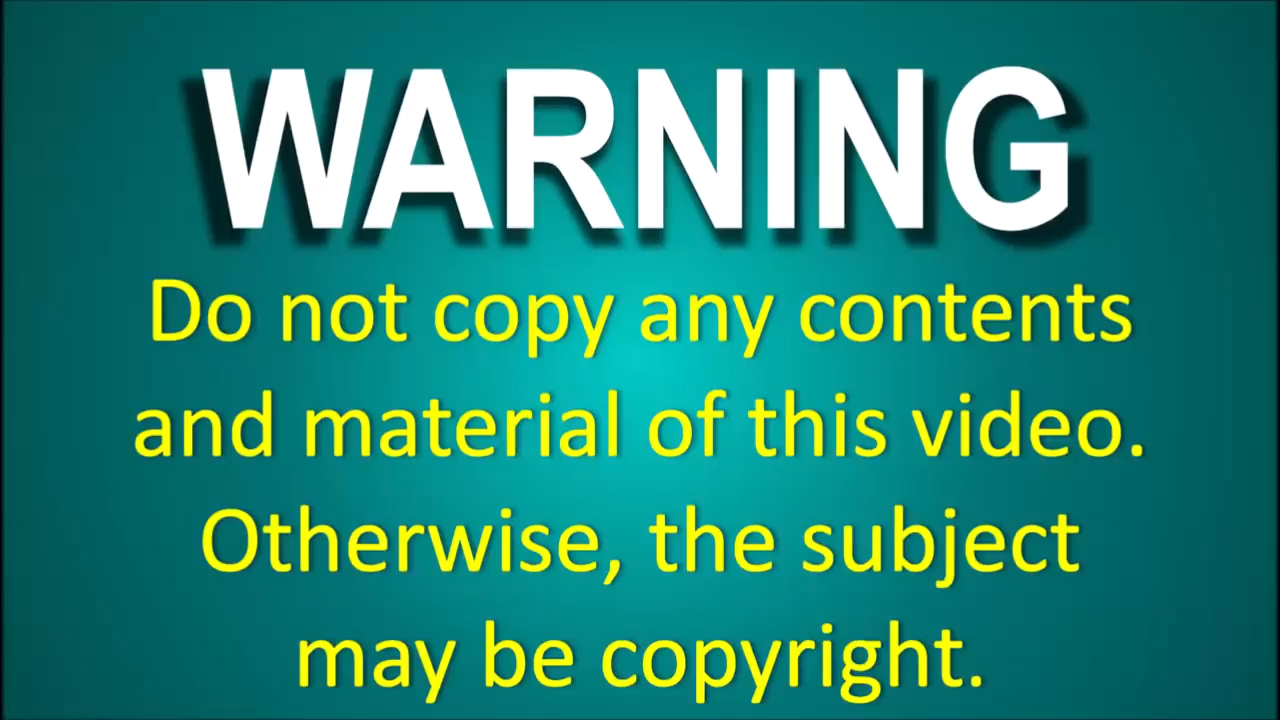 WARNING
Do not copy any contents
and material of this video.
Otherwise, the subject
may be copyright.